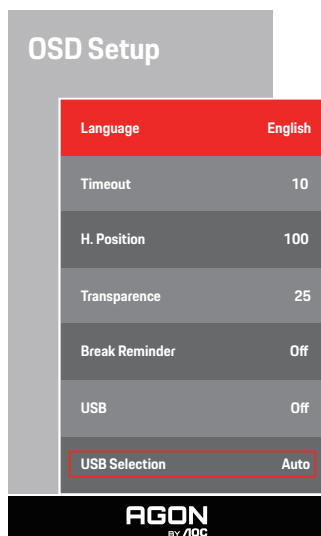 OSD Setup
Language English
Timeout 10
H. Position 100
Transparence 25
Break Reminder Off
USB Off
USB Selection Auto
AGON
BY AOC